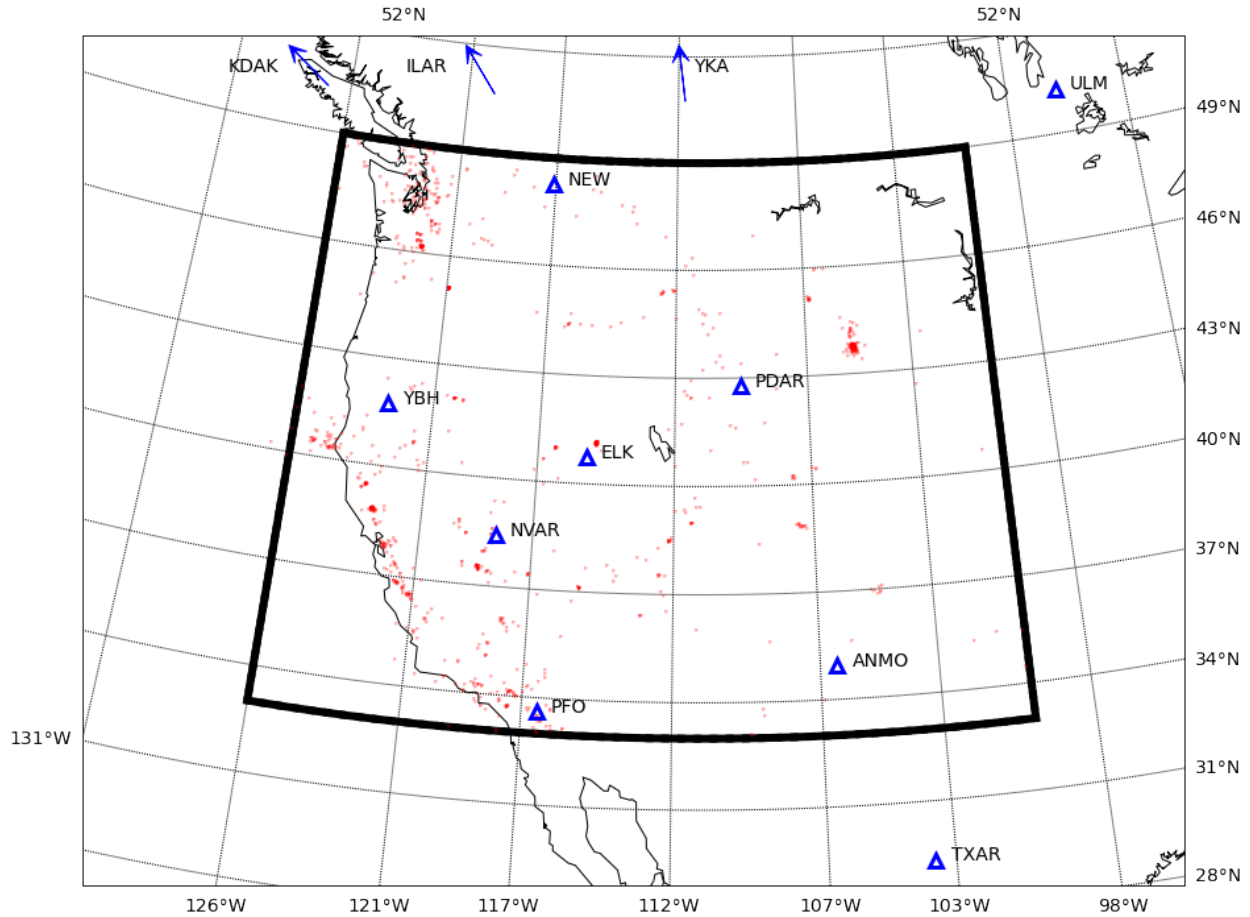 52°N 52°N
KDAK ILAR YKA ULM
49°N
NEW
46°N
43°N
PDAR
YBH
40°N
ELK
NVAR
37°N
ANMO
34°N
PFO
131°W
31°N
TXAR
28°N
126°W 121°W 117°W 112°W 107°W 103°W 98°W